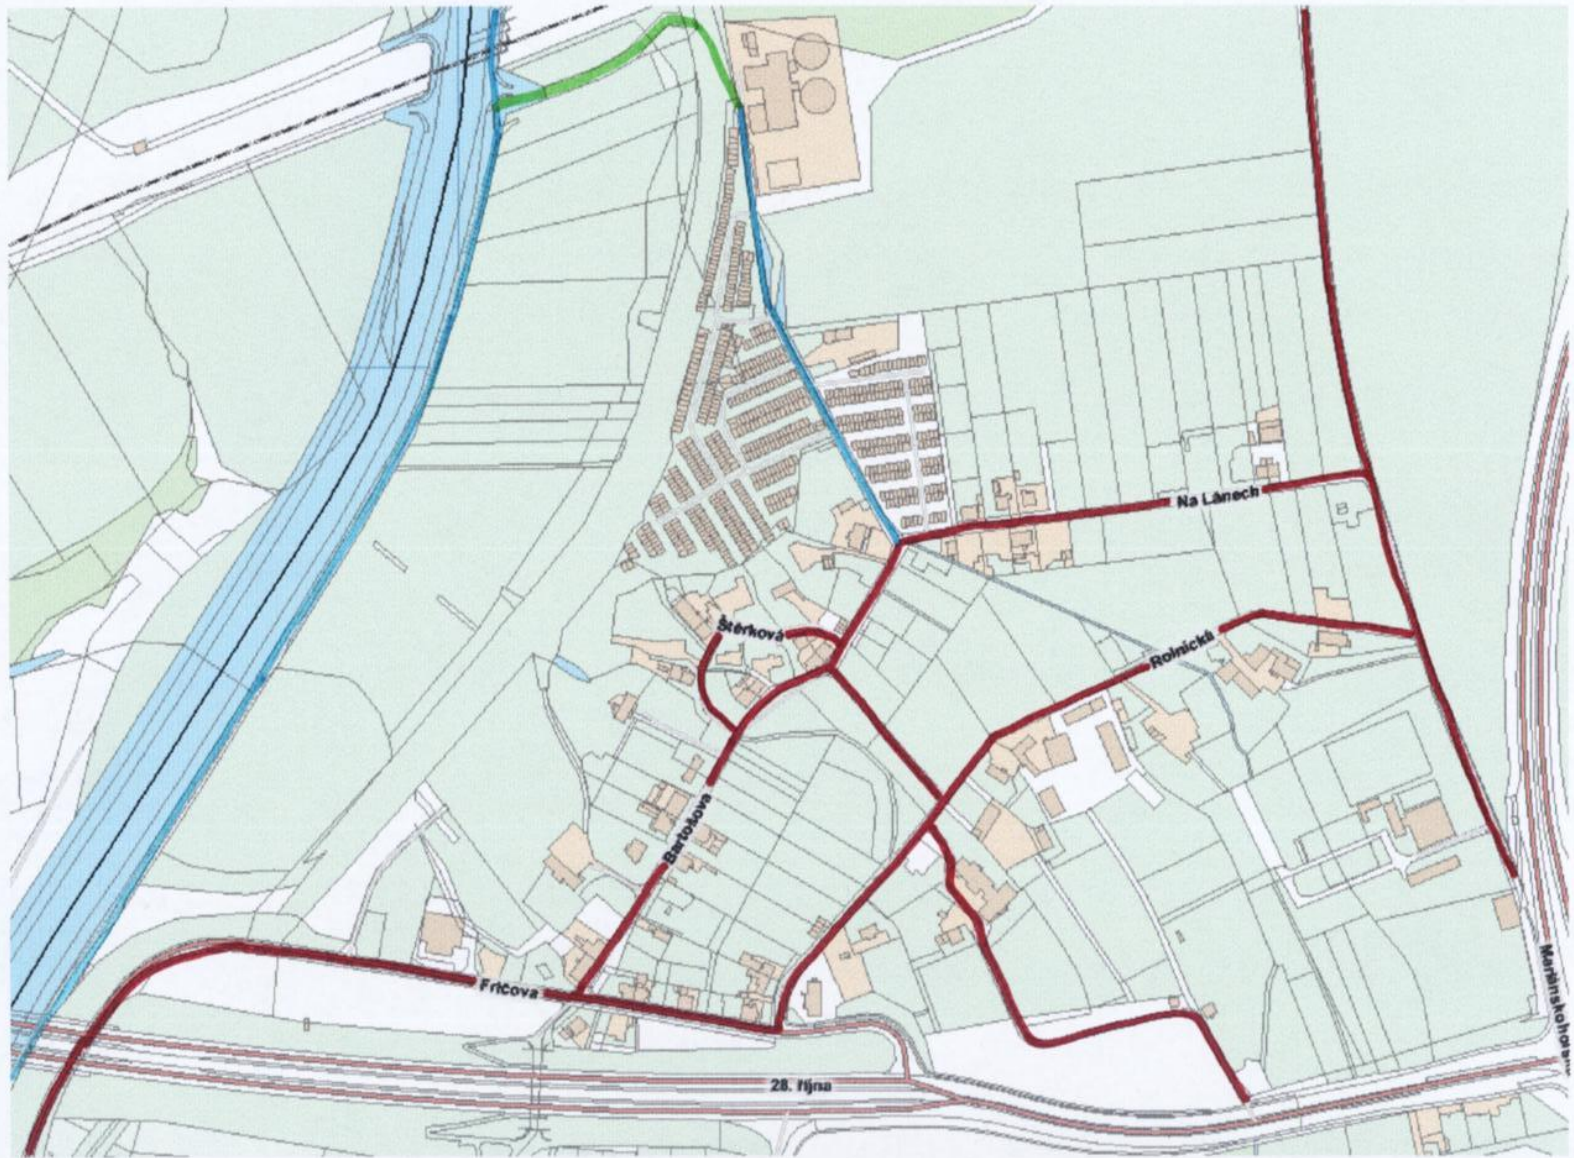 Na Lánech
Štěrková
Rolnická
Bartošova
Fričova
28. října